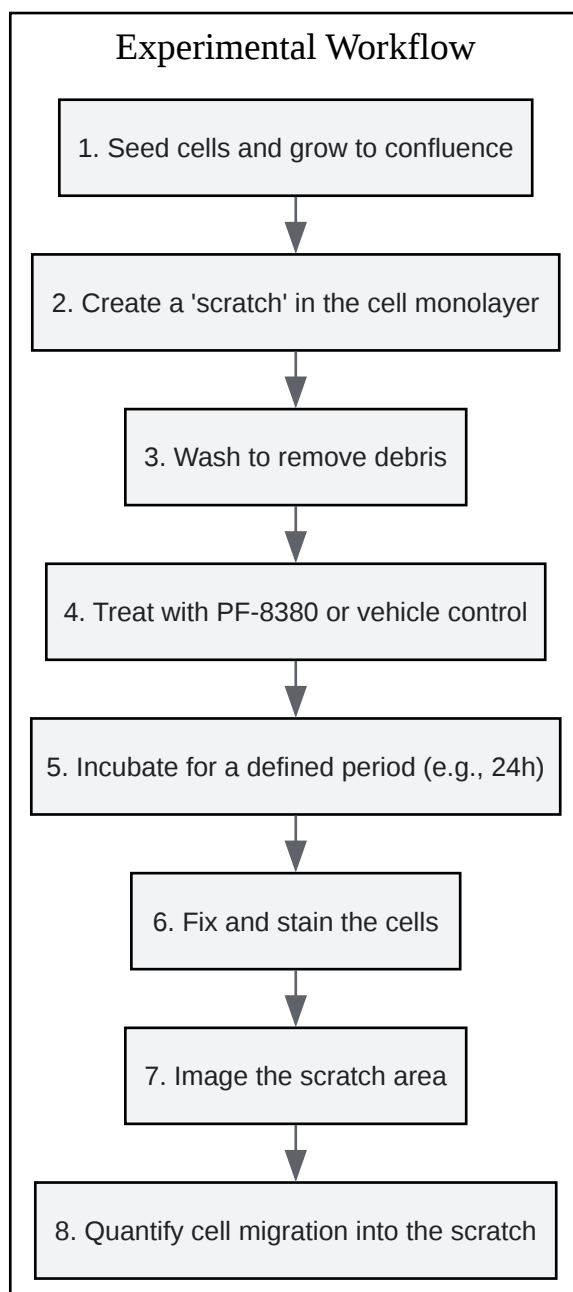 Experimental Workflow
1. Seed cells and grow to confluence
2. Create a 'scratch' in the cell monolayer
3. Wash to remove debris
4. Treat with PF-8380 or vehicle control
5. Incubate for a defined period (e.g., 24h)
6. Fix and stain the cells
7. Image the scratch area
8. Quantify cell migration into the scratch